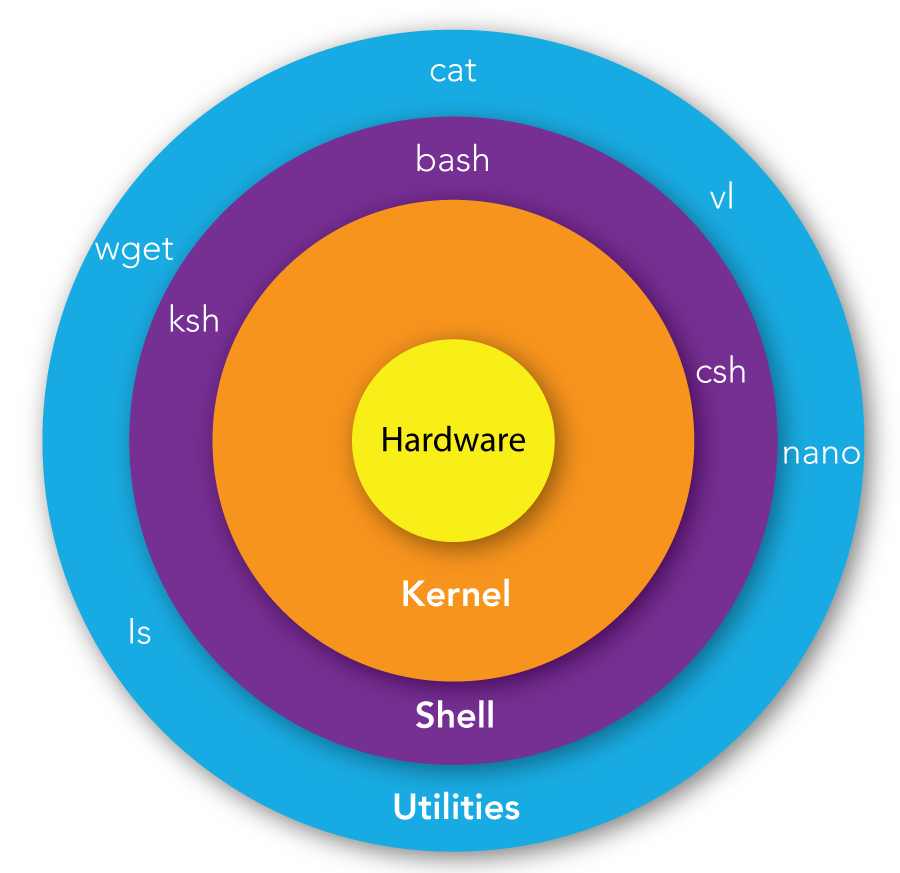 cat
bash
vl
wget
ksh
csh
Hardware
nano
Kernel
ls
Shell
Utilities